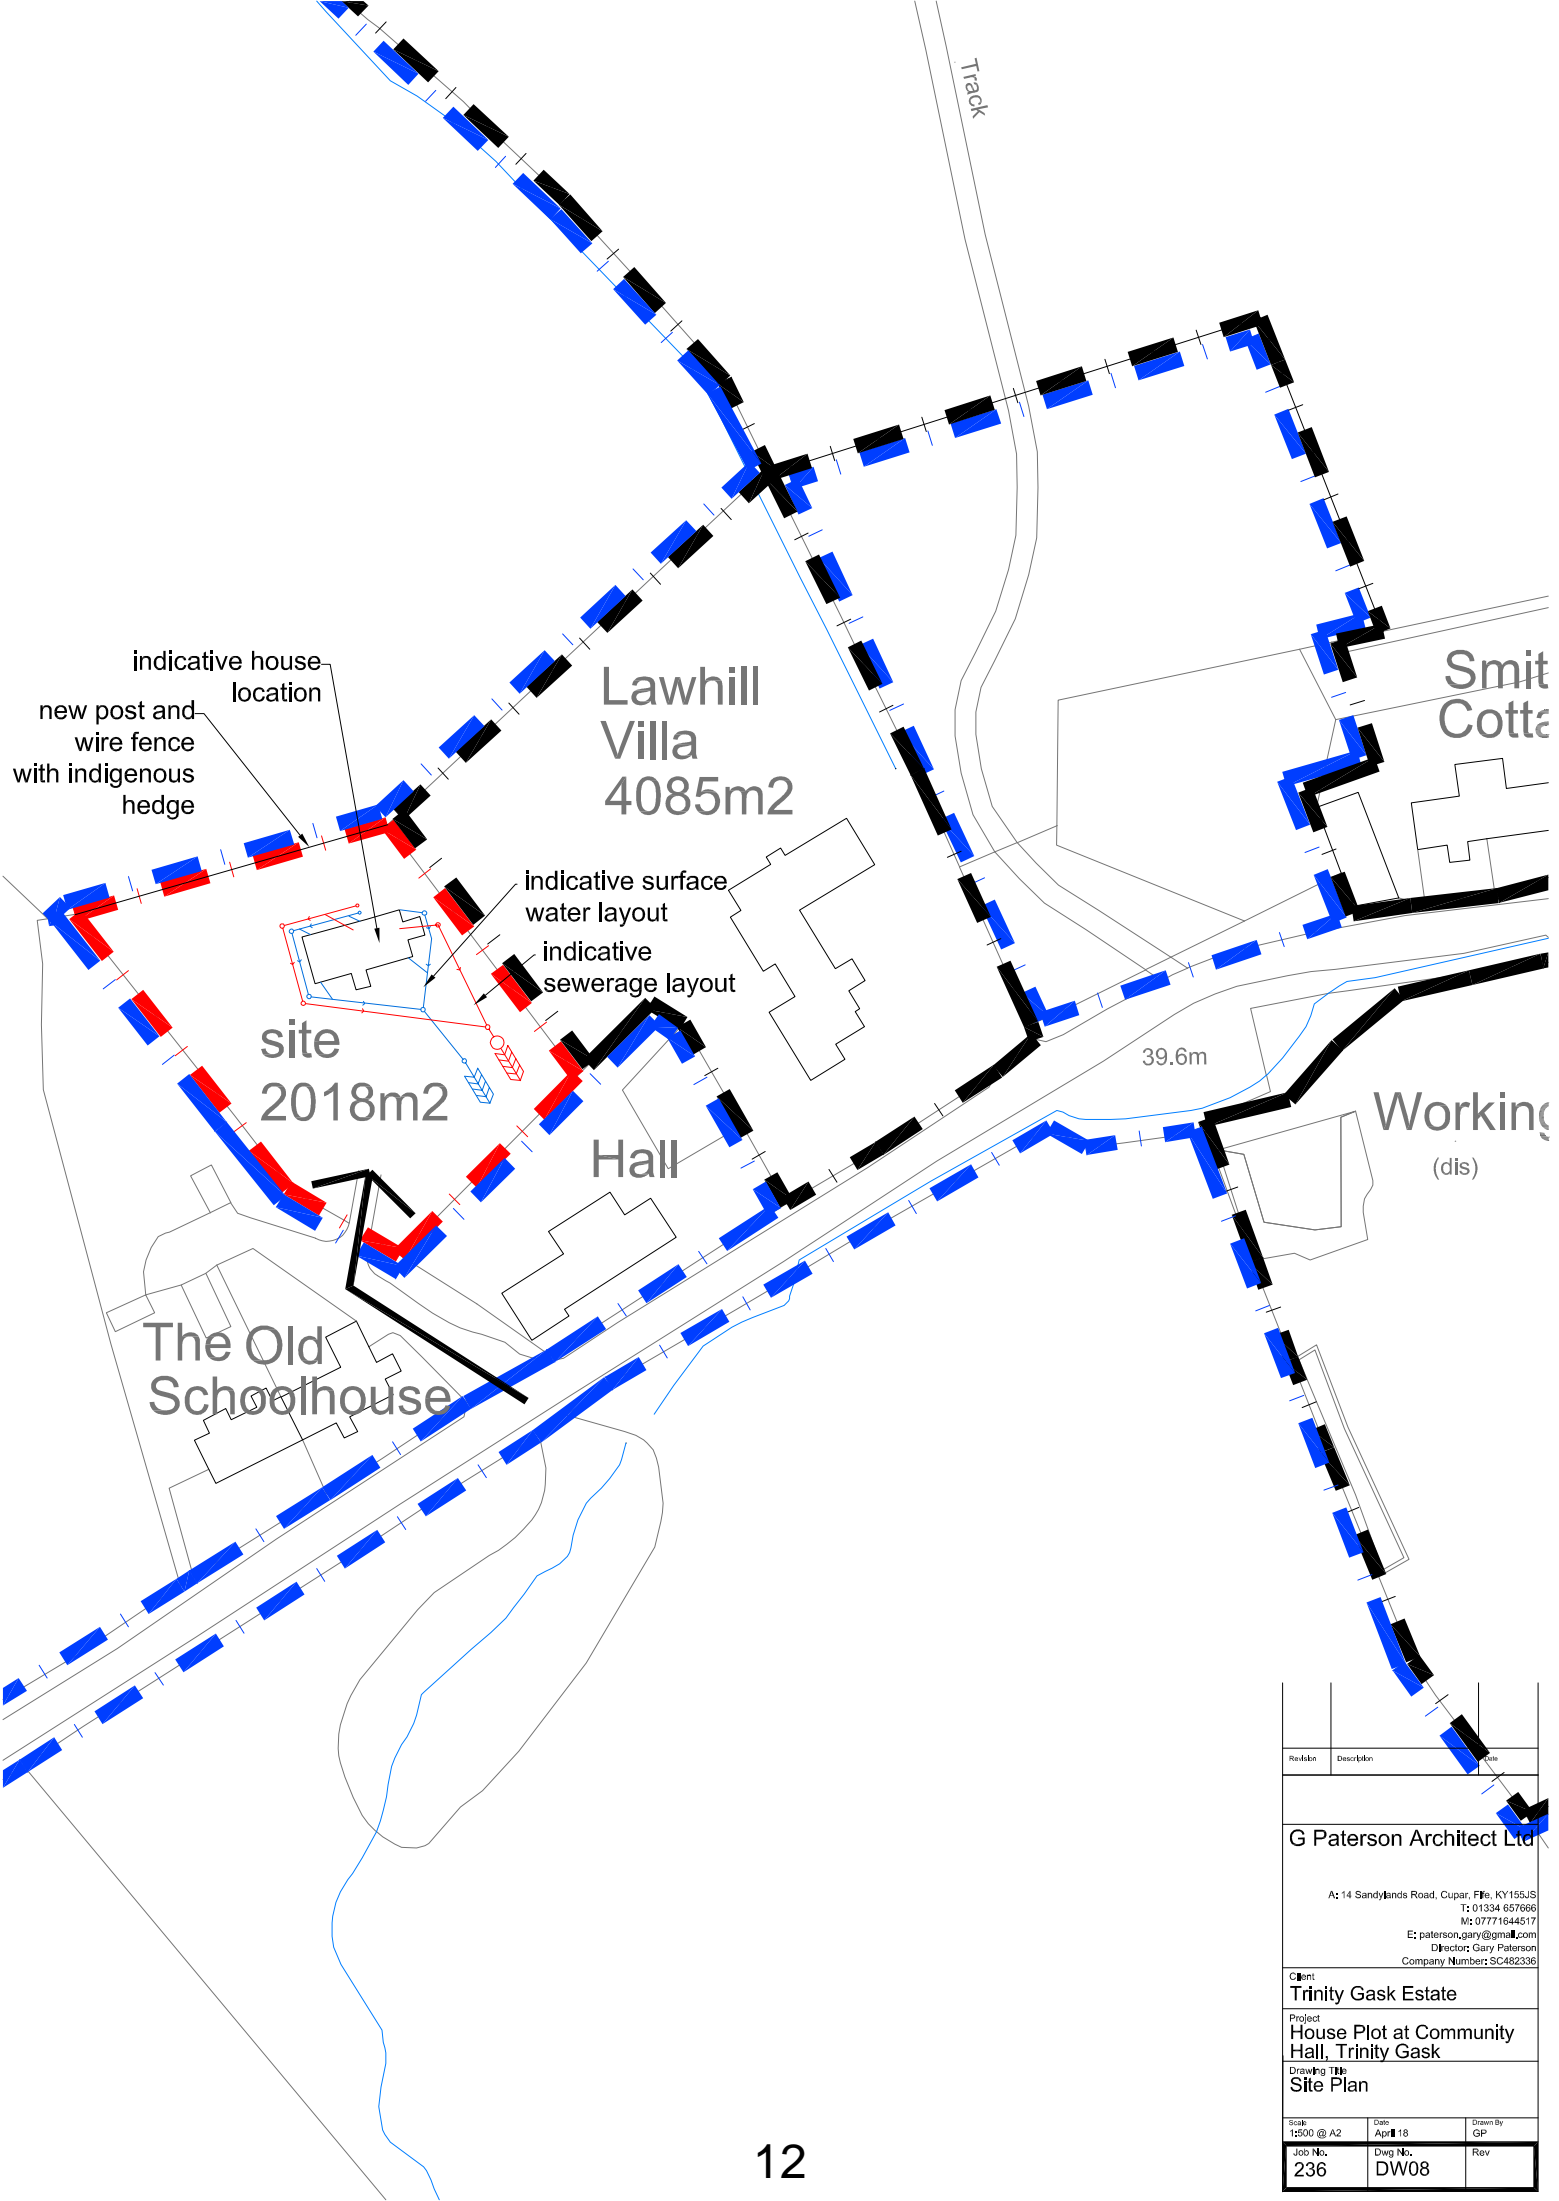 Track
indicative house
location
new post and
wire fence
with indigenous
hedge
Lawhill
Villa
4085m2
Smit
Cotta
indicative surface
water layout
indicative
sewerage layout
site
2018m2
39.6m
Working
(dis)
Hall
The Old
Schoolhouse
Revision Description Date
G Paterson Architect Ltd
A: 14 Sandylands Road, Cupar, Fife, KY155JS
T: 01334 657666
M: 07771644517
E: paterson.gary@gmail.com
Director: Gary Paterson
Company Number: SC482336
Client
Trinity Gask Estate
Project
House Plot at Community
Hall, Trinity Gask
Drawing Title
Site Plan
Scale Date Drawn By
1:500 @ A2 April 18 GP
Job No. Dwg No. Rev
236 DW08
12